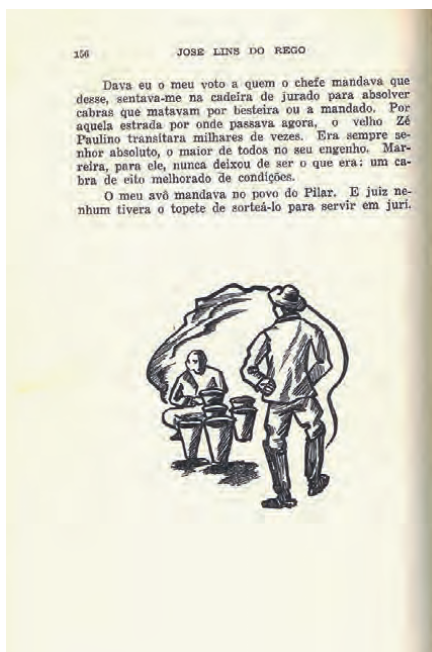 156 JOSÉ LINS DO REGO
Dava eu o meu voto a quem o chefe mandava que
desse, sentava-me na cadeira de jurado para absolver
cabras que matavam por besteira ou a mandado. Por
aquela estrada por onde passava agora, o velho Zé
Paulino transitara milhares de vezes. Era sempre se-
nhor absoluto, o maior de todos no seu engenho. Mar-
reira, para ele, nunca deixou de ser o que era: um ca-
bra de eito melhorado de condições.
O meu avô mandava no povo do Pilar. E juiz ne-
nhum tivera o topete de sorteá-lo para servir em juri.